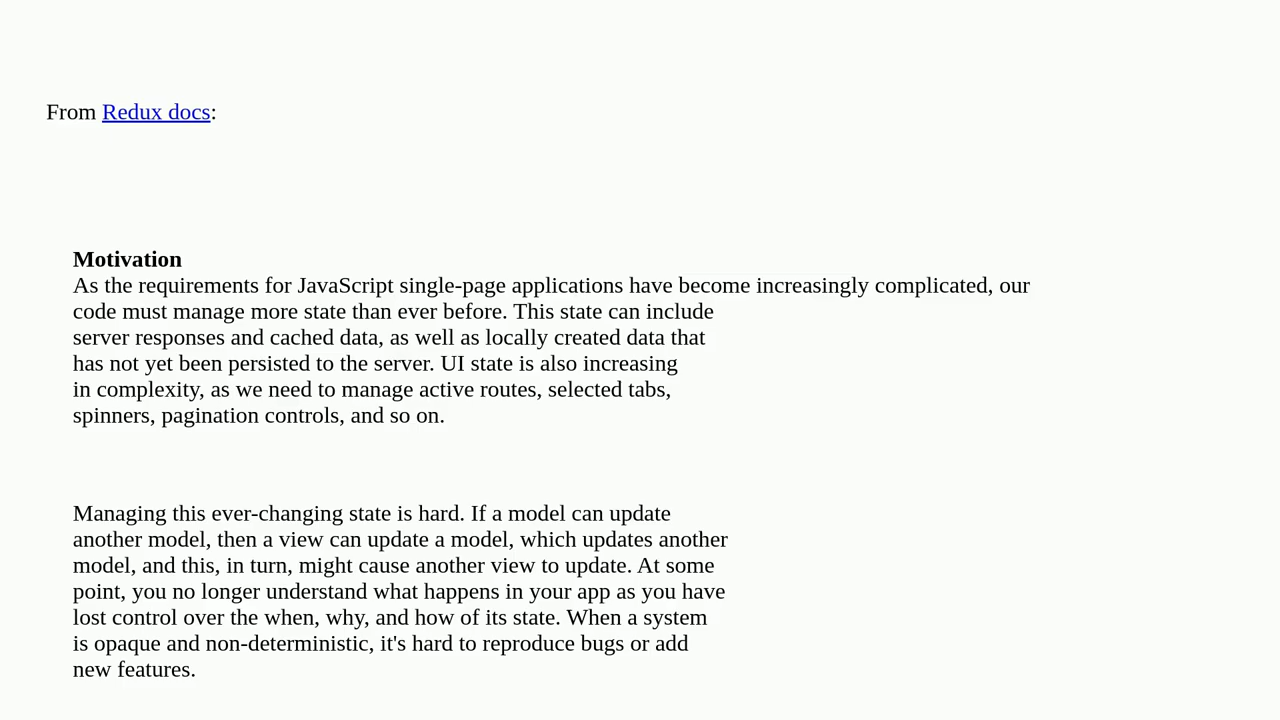 From Redux docs:
Motivation
As the requirements for JavaScript single-page applications have become increasingly complicated, our
code must manage more state than ever before. This state can include
server responses and cached data, as well as locally created data that
has not yet been persisted to the server. UI state is also increasing
in complexity, as we need to manage active routes, selected tabs,
spinners, pagination controls, and so on.
Managing this ever-changing state is hard. If a model can update
another model, then a view can update a model, which updates another
model, and this, in turn, might cause another view to update. At some
point, you no longer understand what happens in your app as you have
lost control over the when, why, and how of its state. When a system
is opaque and non-deterministic, it's hard to reproduce bugs or add
new features.